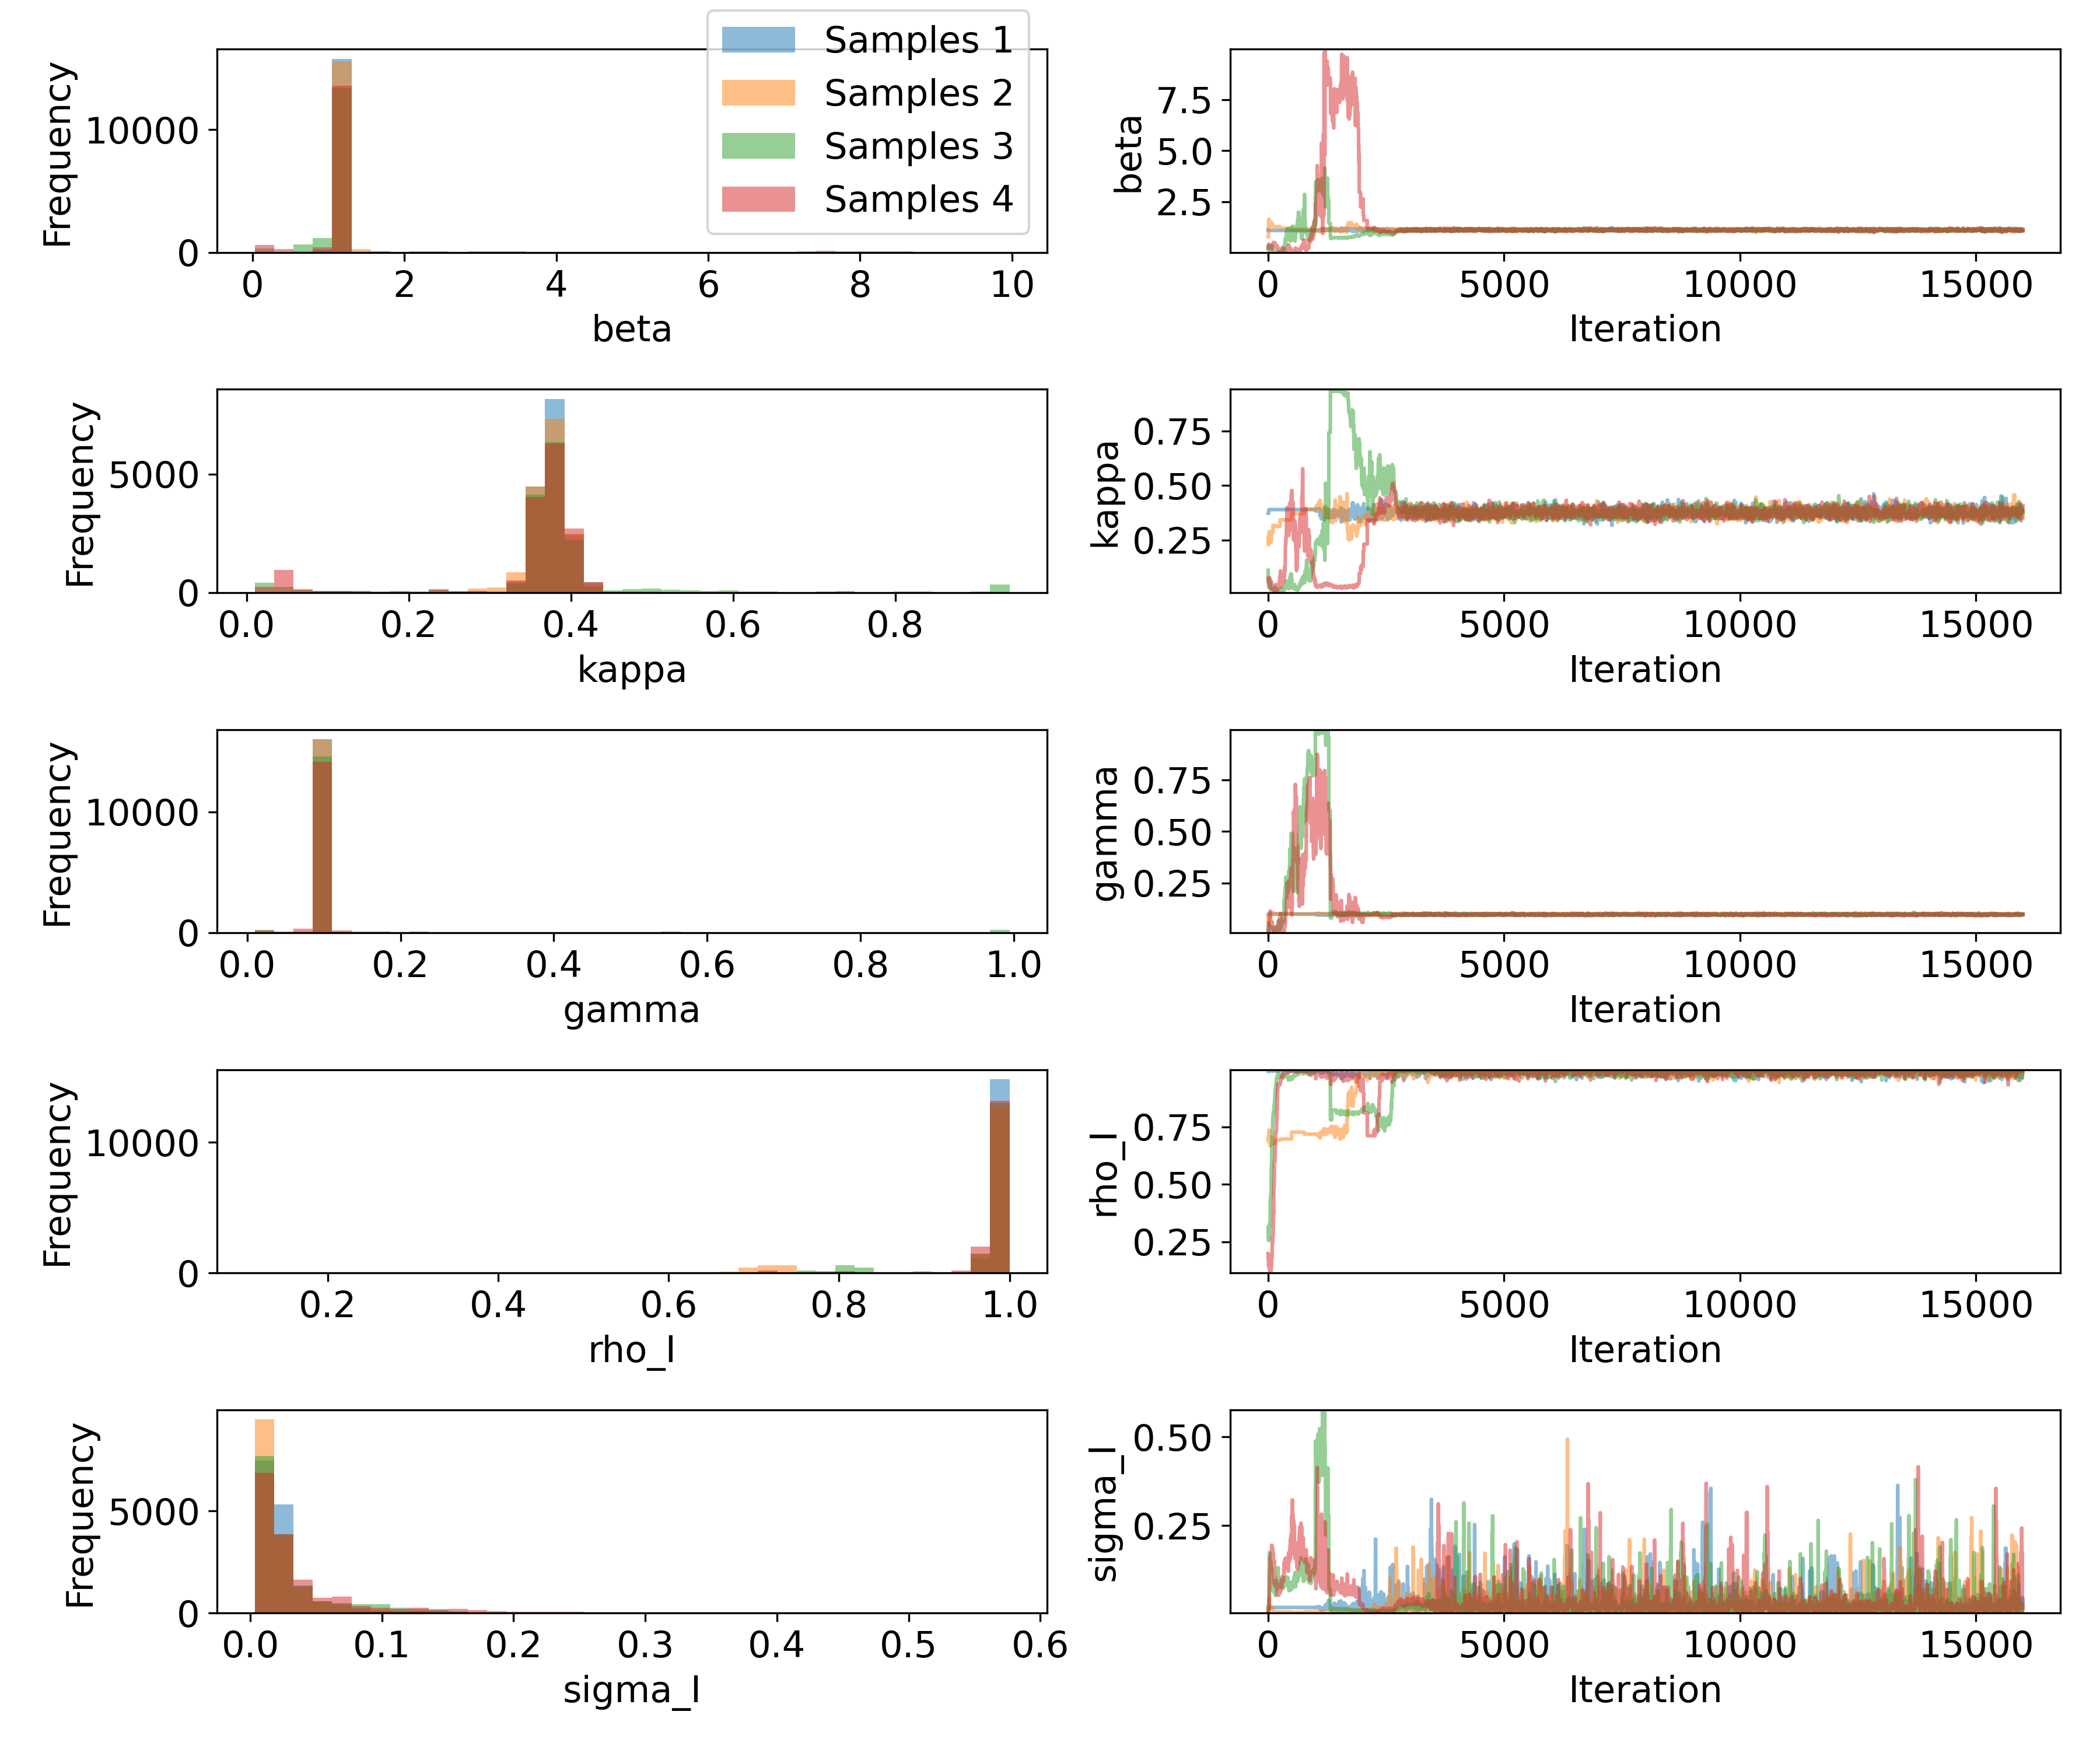 Samples 1
Samples 2
Samples 3
Samples 4
Frequency
10000
0
0 2 4 6 8 10
beta
beta
7.5
5.0
2.5
0 5000 10000 15000
Iteration
Frequency
5000
0
0.0 0.2 0.4 0.6 0.8
kappa
kappa
0.75
0.50
0.25
0 5000 10000 15000
Iteration
Frequency
10000
0
0.0 0.2 0.4 0.6 0.8 1.0
gamma
gamma
0.75
0.50
0.25
0 5000 10000 15000
Iteration
Frequency
10000
0
0.2 0.4 0.6 0.8 1.0
rho_I
rho_I
0.75
0.50
0.25
0 5000 10000 15000
Iteration
Frequency
5000
0
0.0 0.1 0.2 0.3 0.4 0.5 0.6
sigma_I
sigma_I
0.50
0.25
0 5000 10000 15000
Iteration